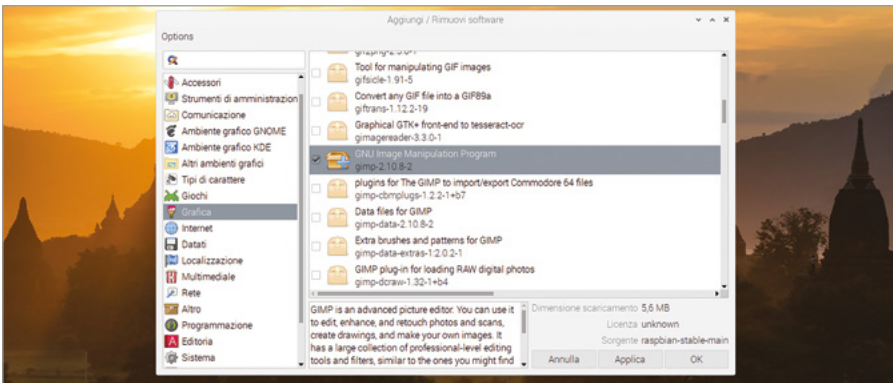 Aggiungi / Rimuovi software
Options
Accessori
Strumenti di amministrazion
Comunicazione
Ambiente grafico GNOME
Ambiente grafico KDE
Altri ambienti grafici
Tipi di carattere
Giochi
Grafica
Internet
Datati
Localizzazione
Multimediale
Rete
Altro
Programmazione
Editoria
Sistema
Tool for manipulating GIF images
gifsicle-1.91-5
Convert any GIF file into a GIF89a
giftrans-1.12.2-19
Graphical GTK+ front-end to tesseract-ocr
gimagereader-3.3.0-1
GNU Image Manipulation Program
gimp-2.10.8-2
plugins for The GIMP to import/export Commodore 64 files
gimp-cbmplugs-1.2.2-1+b7
Data files for GIMP
gimp-data-2.10.8-2
Extra brushes and patterns for GIMP
gimp-data-extras-1:2.0.2-1
GIMP plug-in for loading RAW digital photos
gimp-dcraw-1.32-1+b4
GIMP is an advanced picture editor. You can use it
to edit, enhance, and retouch photos and scans,
create drawings, and make your own images. It
has a large collection of professional-level editing
tools and filters, similar to the ones you might find
Dimensione scaricamento 5,6 MB
Licenza unknown
Sorgente raspbian-stable-main
Annulla
Applica
OK